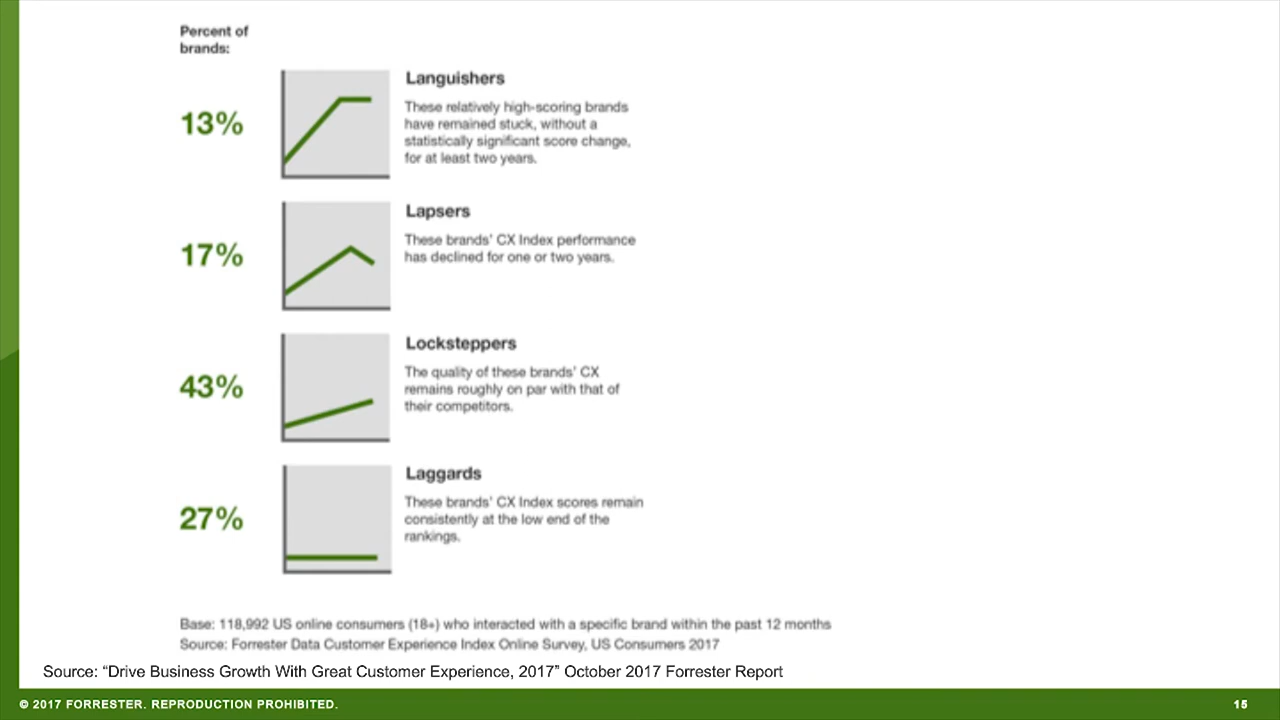 Percent of
brands:
13%
Languishers
These relatively high-scoring brands
have remained stuck, without a
statistically significant score change,
for at least two years.
17%
Lapsers
These brands' CX Index performance
has declined for one or two years.
43%
Locksteppers
The quality of these brands' CX
remains roughly on par with that of
their competitors.
27%
Laggards
These brands' CX Index scores remain
consistently at the low end of the
rankings.
Base: 118,992 US online consumers (18+) who interacted with a specific brand within the past 12 months
Source: Forrester Data Customer Experience Index Online Survey, US Consumers 2017
Source: “Drive Business Growth With Great Customer Experience, 2017” October 2017 Forrester Report
© 2017 FORRESTER. REPRODUCTION PROHIBITED.
15